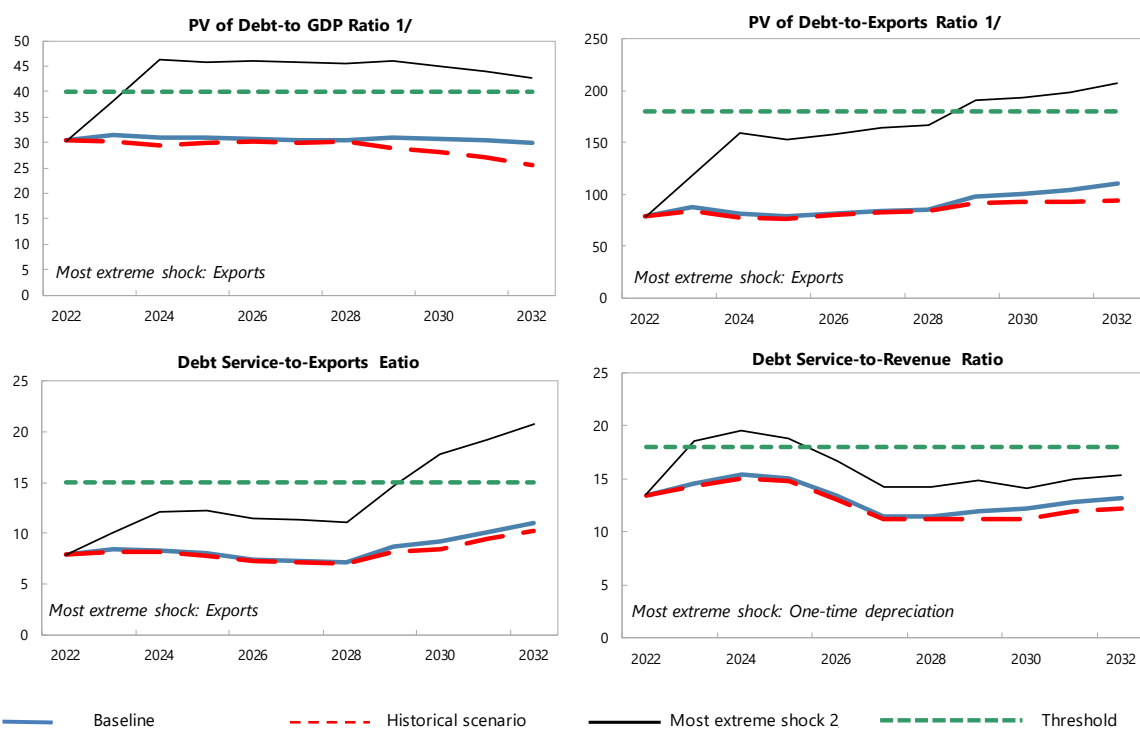 PV of Debt-to GDP Ratio 1/
50
45
40
35
30
25
20
15
10
5
0
Most extreme shock: Exports
2022 2024 2026 2028 2030 2032
PV of Debt-to-Exports Ratio 1/
250
200
150
100
50
0
Most extreme shock: Exports
2022 2024 2026 2028 2030 2032
Debt Service-to-Exports Eatio
25
20
15
10
5
0
Most extreme shock: Exports
2022 2024 2026 2028 2030 2032
Debt Service-to-Revenue Ratio
25
20
15
10
5
0
Most extreme shock: One-time depreciation
2022 2024 2026 2028 2030 2032
Baseline Historical scenario Most extreme shock 2 Threshold